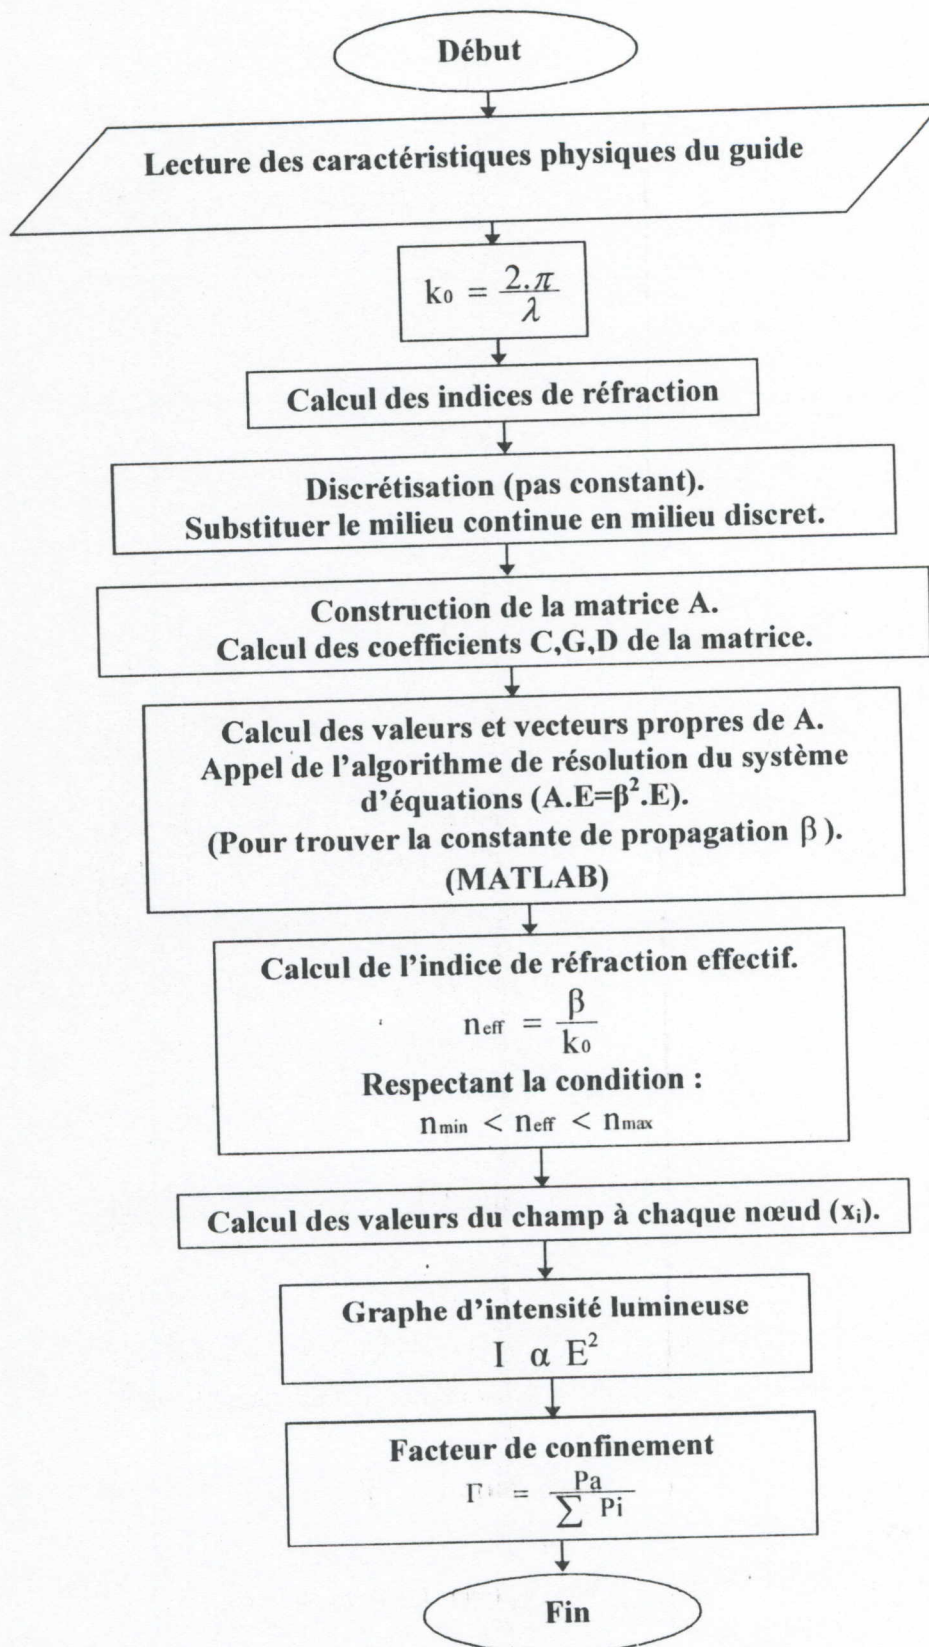 Début
Lecture des caractéristiques physiques du guide
k₀ = 2.π / λ
Calcul des indices de réfraction
Discrétisation (pas constant).
Substituer le milieu continue en milieu discret.
Construction de la matrice A.
Calcul des coefficients C,G,D de la matrice.
Calcul des valeurs et vecteurs propres de A.
Appel de l'algorithme de résolution du système
d'équations (A.E=β².E).
(Pour trouver la constante de propagation β ).
(MATLAB)
Calcul de l'indice de réfraction effectif.
n_eff = β / k₀
Respectant la condition :
n_min < n_eff < n_max
Calcul des valeurs du champ à chaque nœud (xᵢ).
Graphe d'intensité lumineuse
I α E²
Facteur de confinement
Γ = Pa / ∑ Pi
Fin